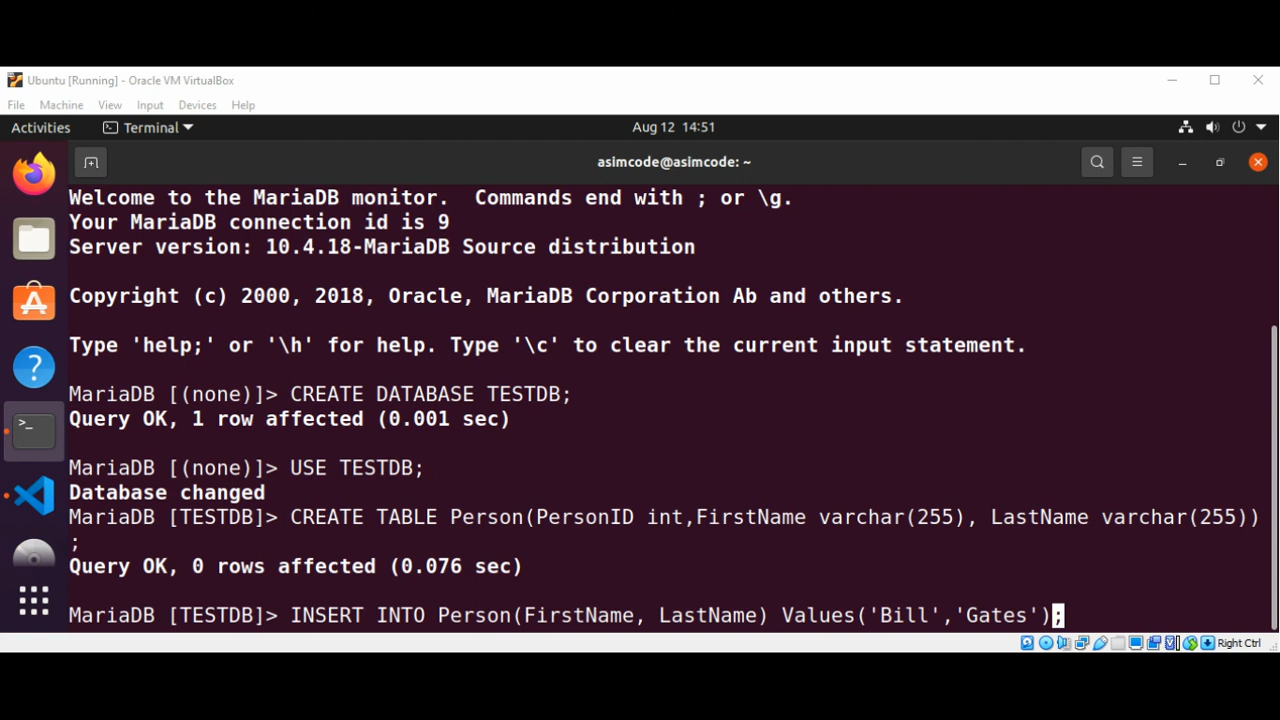 Ubuntu [Running] - Oracle VM VirtualBox
File Machine View Input Devices Help
Activities Terminal Aug 12 14:51
asimcode@asimcode: ~
Welcome to the MariaDB monitor.  Commands end with ; or \g.
Your MariaDB connection id is 9
Server version: 10.4.18-MariaDB Source distribution
Copyright (c) 2000, 2018, Oracle, MariaDB Corporation Ab and others.
Type 'help;' or '\h' for help. Type '\c' to clear the current input statement.
MariaDB [(none)]> CREATE DATABASE TESTDB;
Query OK, 1 row affected (0.001 sec)
MariaDB [(none)]> USE TESTDB;
Database changed
MariaDB [TESTDB]> CREATE TABLE Person(PersonID int,FirstName varchar(255), LastName varchar(255))
;
Query OK, 0 rows affected (0.076 sec)
MariaDB [TESTDB]> INSERT INTO Person(FirstName, LastName) Values('Bill','Gates');
Right Ctrl